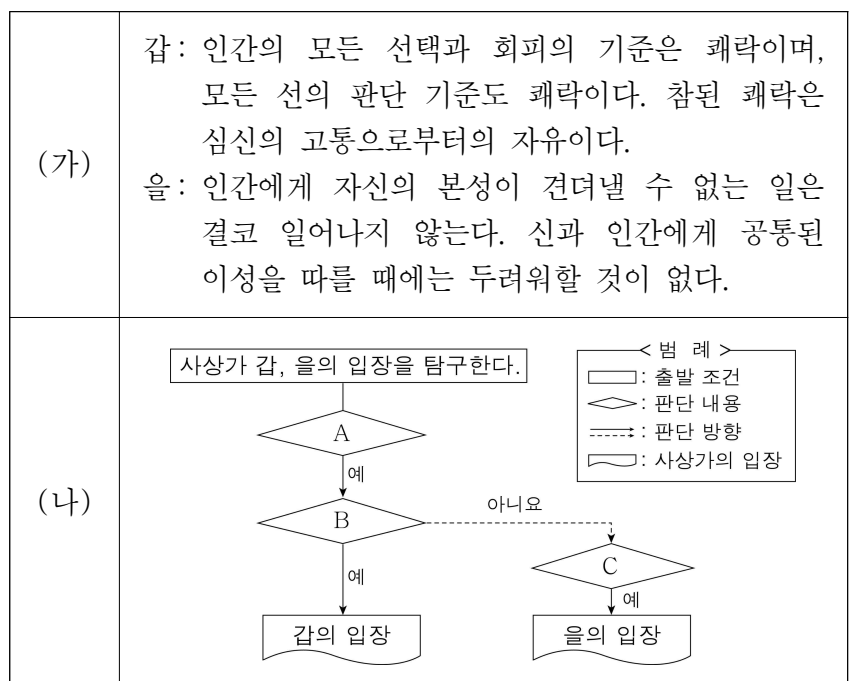 (가)
갑: 인간의 모든 선택과 회피의 기준은 쾌락이며,
모든 선의 판단 기준도 쾌락이다. 참된 쾌락은
심신의 고통으로부터의 자유이다.
을: 인간에게 자신의 본성이 견뎌낼 수 없는 일은
결코 일어나지 않는다. 신과 인간에게 공통된
이성을 따를 때에는 두려워할 것이 없다.
(나)
사상가 갑, 을의 입장을 탐구한다.
<범 례>
: 출발 조건
: 판단 내용
: 판단 방향
: 사상가의 입장
A
예
B
아니요
C
예
예
갑의 입장
을의 입장